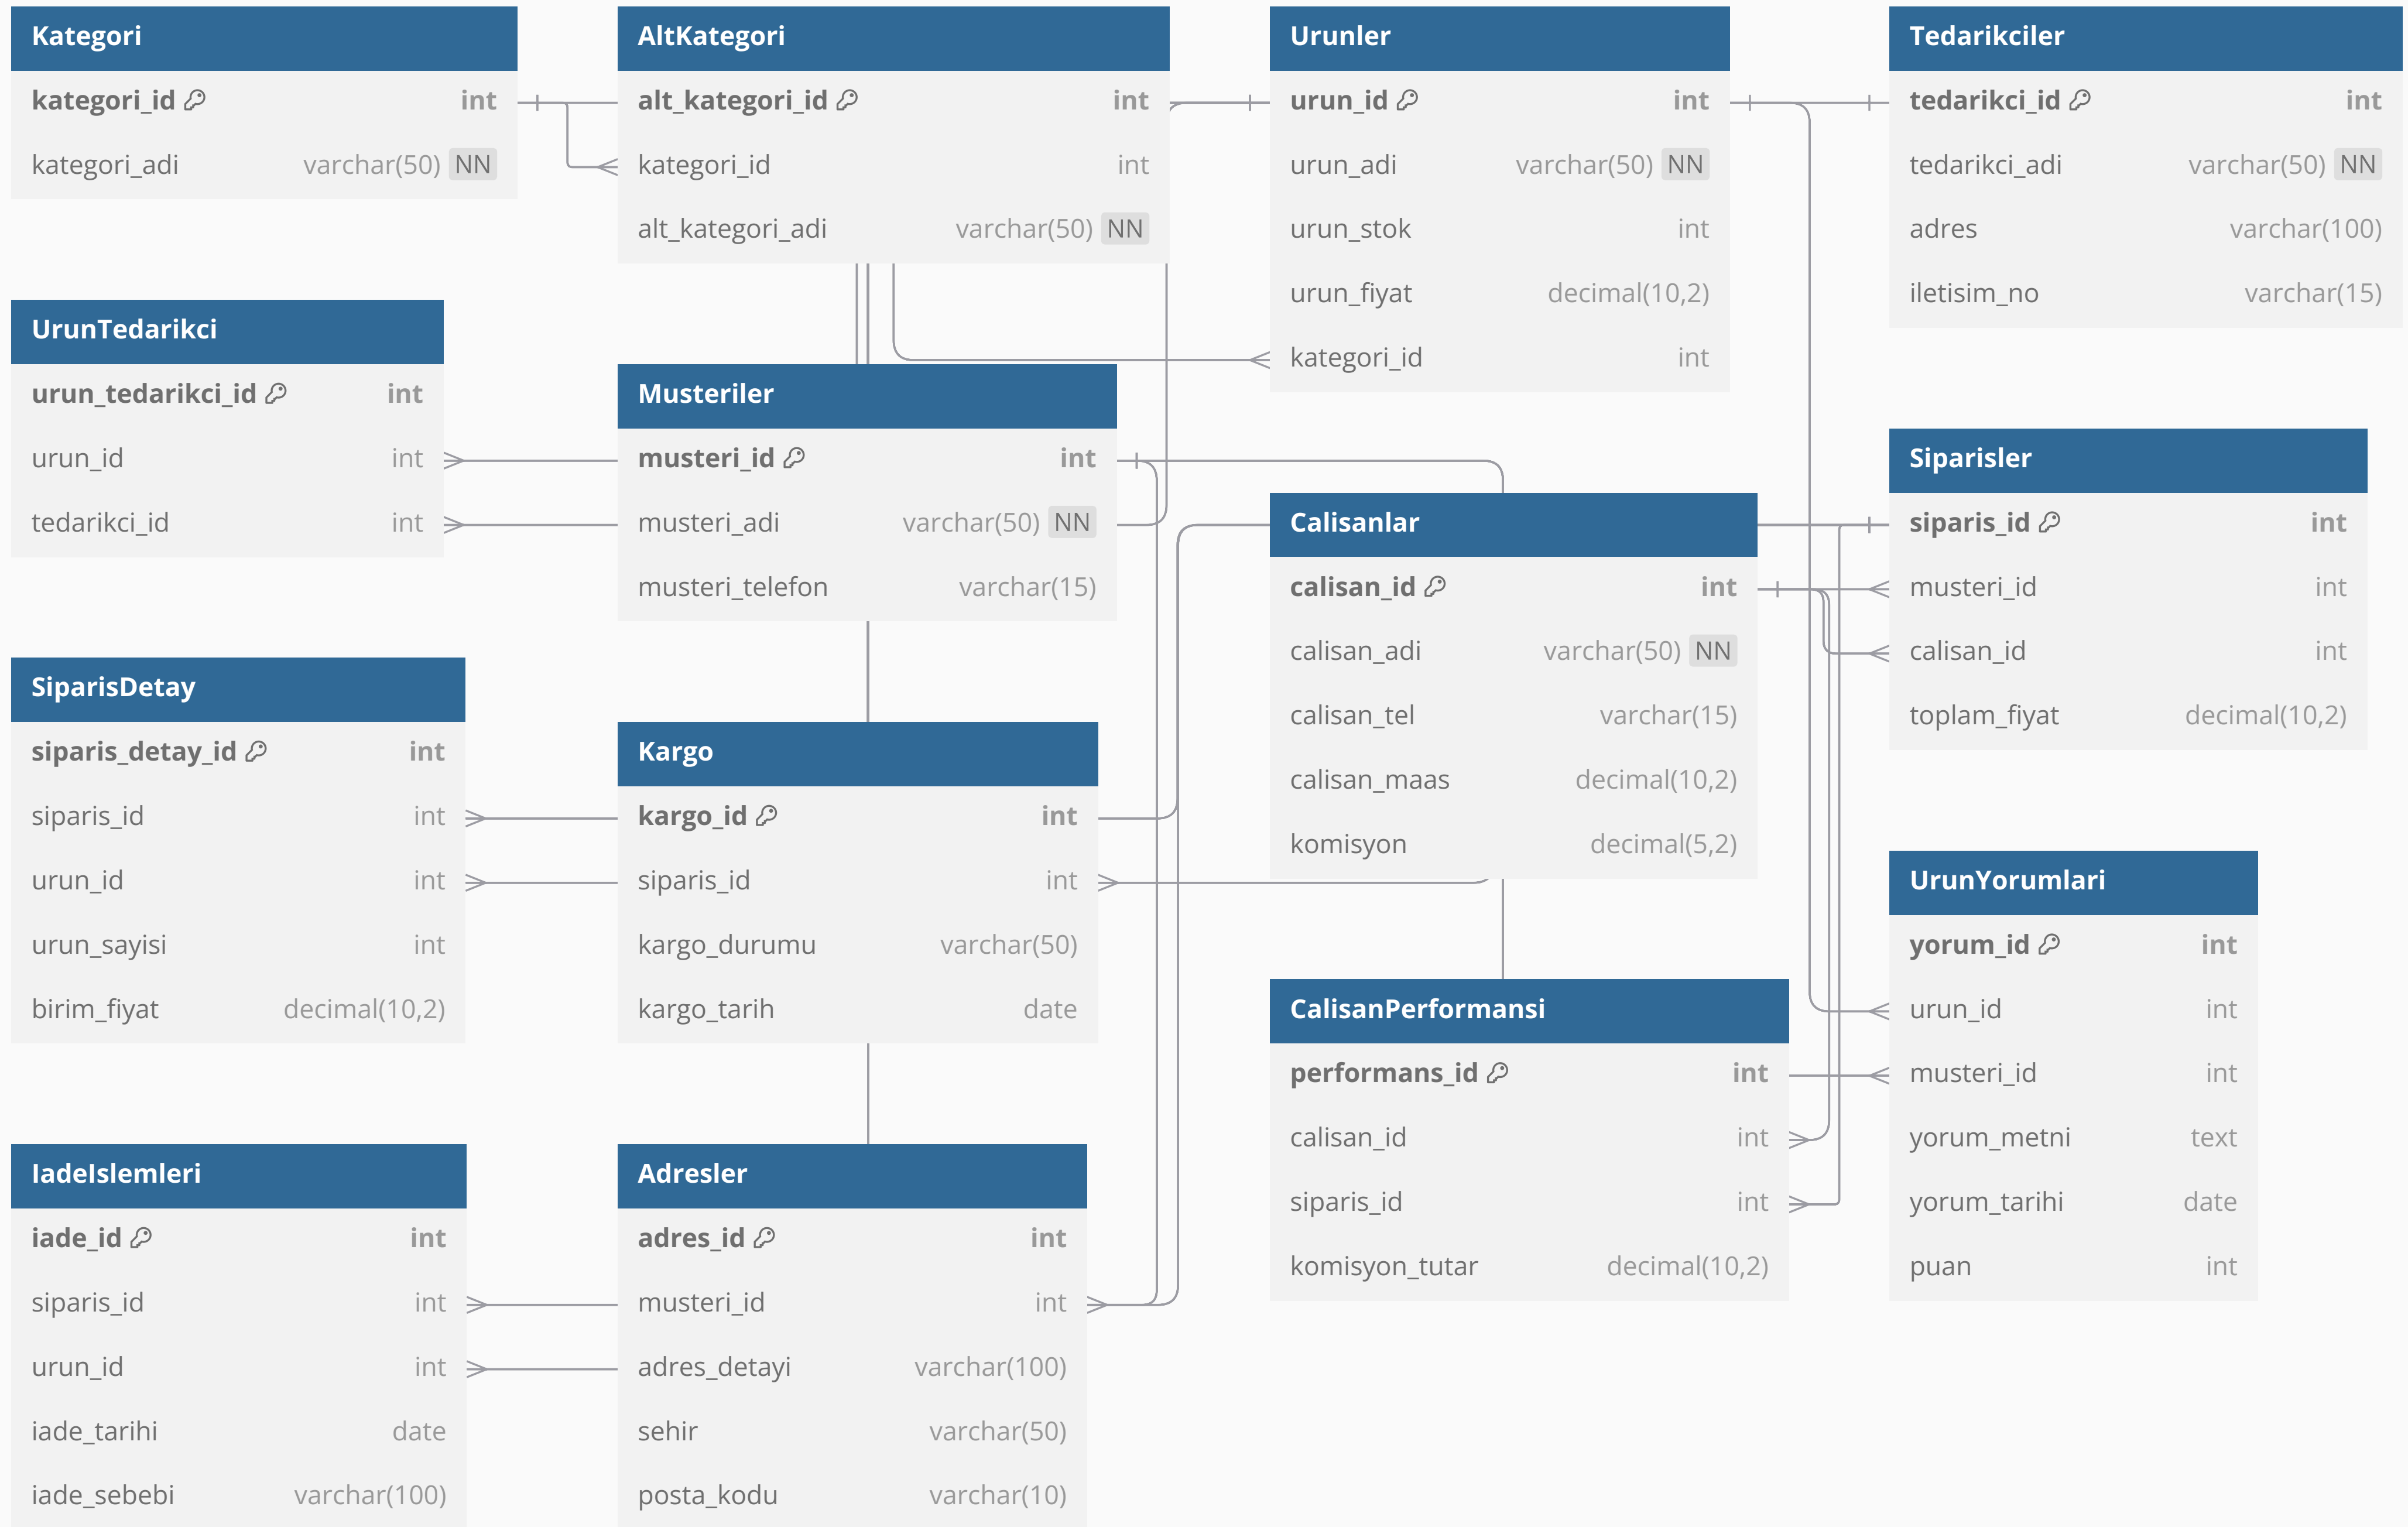 Kategori
kategori_id int
kategori_adi varchar(50) NN
AltKategori
alt_kategori_id int
kategori_id int
alt_kategori_adi varchar(50) NN
Urunler
urun_id int
urun_adi varchar(50) NN
urun_stok int
urun_fiyat decimal(10,2)
kategori_id int
Tedarikciler
tedarikci_id int
tedarikci_adi varchar(50) NN
adres varchar(100)
iletisim_no varchar(15)
UrunTedarikci
urun_tedarikci_id int
urun_id int
tedarikci_id int
Musteriler
musteri_id int
musteri_adi varchar(50) NN
musteri_telefon varchar(15)
Calisanlar
calisan_id int
calisan_adi varchar(50) NN
calisan_tel varchar(15)
calisan_maas decimal(10,2)
komisyon decimal(5,2)
Siparisler
siparis_id int
musteri_id int
calisan_id int
toplam_fiyat decimal(10,2)
SiparisDetay
siparis_detay_id int
siparis_id int
urun_id int
urun_sayisi int
birim_fiyat decimal(10,2)
Kargo
kargo_id int
siparis_id int
kargo_durumu varchar(50)
kargo_tarih date
CalisanPerformansi
performans_id int
calisan_id int
siparis_id int
komisyon_tutar decimal(10,2)
UrunYorumlari
yorum_id int
urun_id int
musteri_id int
yorum_metni text
yorum_tarihi date
puan int
IadeIslemleri
iade_id int
siparis_id int
urun_id int
iade_tarihi date
iade_sebebi varchar(100)
Adresler
adres_id int
musteri_id int
adres_detayi varchar(100)
sehir varchar(50)
posta_kodu varchar(10)